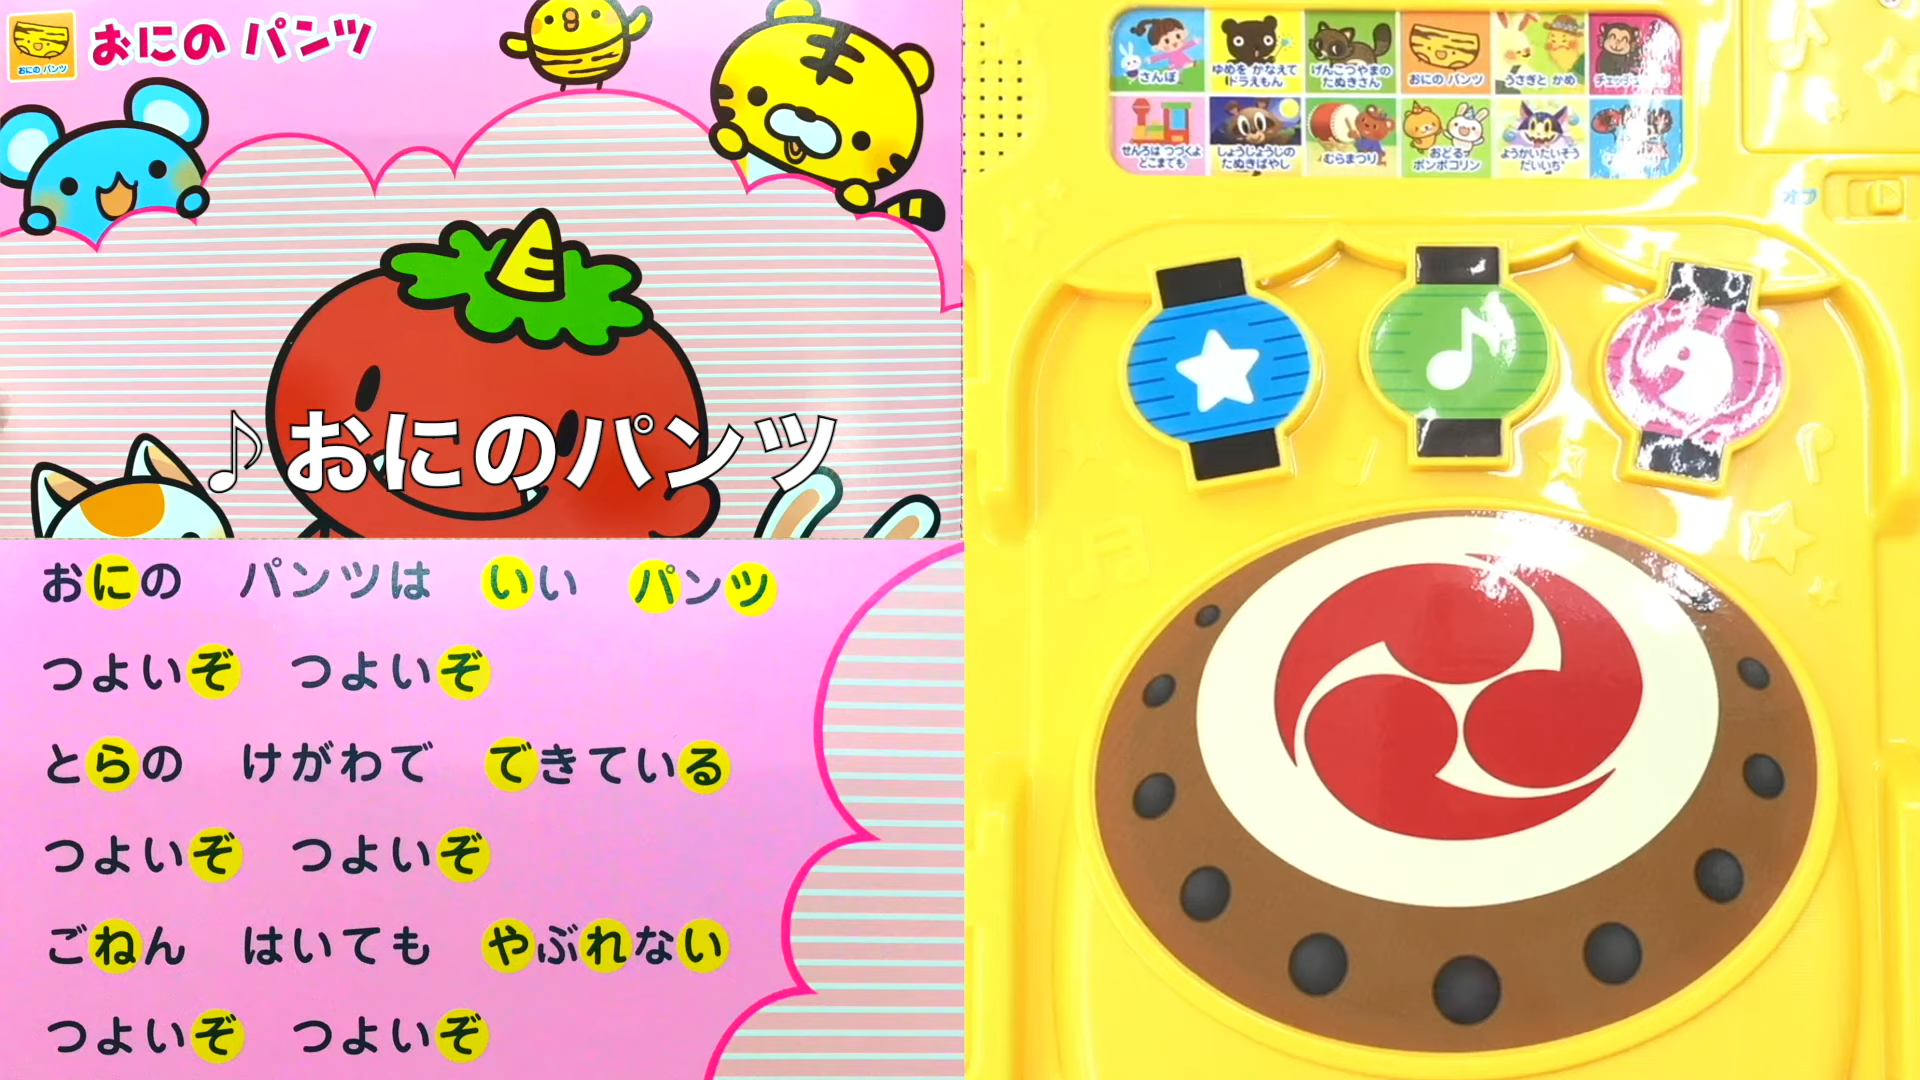 おにの パンツ
おにの パンツ
♪おにのパンツ
おにの パンツは いい パンツ
つよいぞ つよいぞ
とらの けがわで できている
つよいぞ つよいぞ
ごねん はいても やぶれない
つよいぞ つよいぞ
さんぽ
ゆめを かなえて
ドラえもん
げんこつやまの
たぬきさん
おにの パンツ
うさぎと かめ
せんろは つづくよ
どこまでも
しょうじょうじの
たぬきばやし
むらまつり
おどる
ポンポコリン
ようかいたいそう
だいいち
オフ